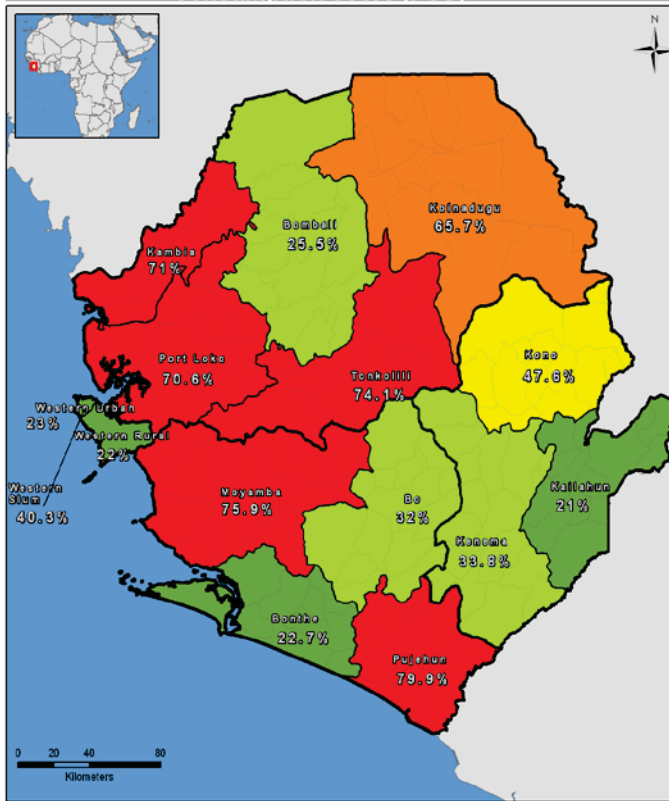 N
Koinadugu
65.7%
Bombali
25.5%
Kambia
71%
Port Loko
70.6%
Tonkolili
74.1%
Kono
47.6%
Western Urban
23%
Western Rural
22%
Western
Slum
40.3%
Moyamba
75.9%
Bo
32%
Kenema
33.8%
Kailahun
21%
Bonthe
22.7%
Pujehun
79.9%
0 20 40 80
Kilometers